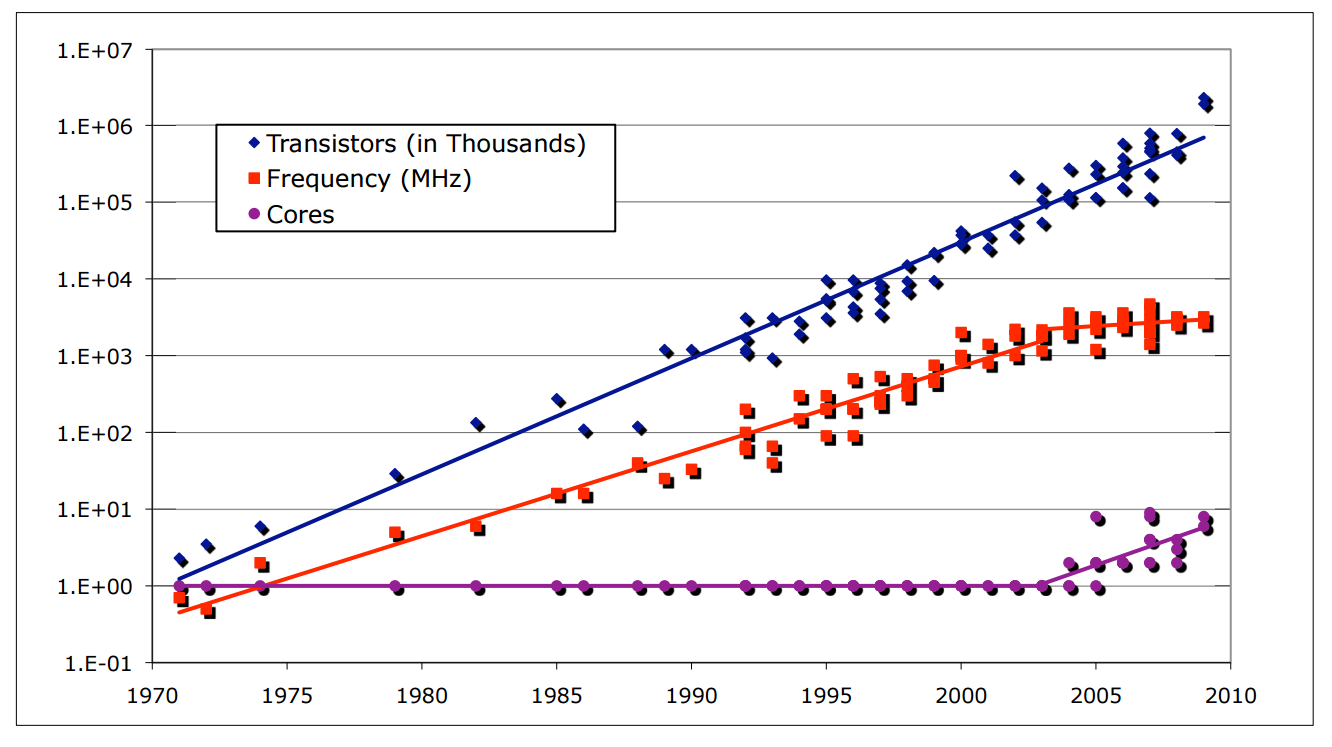 1.E+07
1.E+06
1.E+05
1.E+04
1.E+03
1.E+02
1.E+01
1.E+00
1.E-01
Transistors (in Thousands)
Frequency (MHz)
Cores
1970 1975 1980 1985 1990 1995 2000 2005 2010